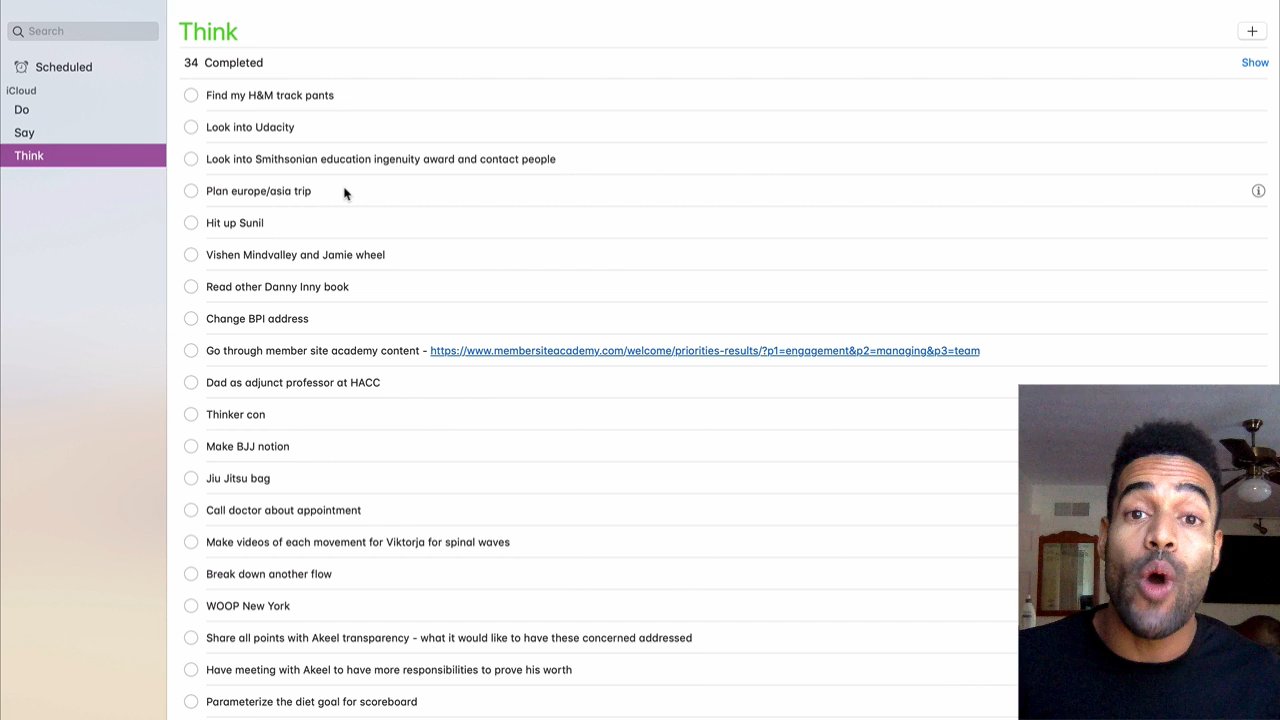 Search
Scheduled
iCloud
Do
Say
Think
Think
34 Completed
Show
Find my H&M track pants
Look into Udacity
Look into Smithsonian education ingenuity award and contact people
Plan europe/asia trip
Hit up Sunil
Vishen Mindvalley and Jamie wheel
Read other Danny Inny book
Change BPI address
Go through member site academy content - https://www.membersiteacademy.com/welcome/priorities-results/?p1=engagement&p2=managing&p3=team
Dad as adjunct professor at HACC
Thinker con
Make BJJ notion
Jiu Jitsu bag
Call doctor about appointment
Make videos of each movement for Viktorja for spinal waves
Break down another flow
WOOP New York
Share all points with Akeel transparency - what it would like to have these concerned addressed
Have meeting with Akeel to have more responsibilities to prove his worth
Parameterize the diet goal for scoreboard